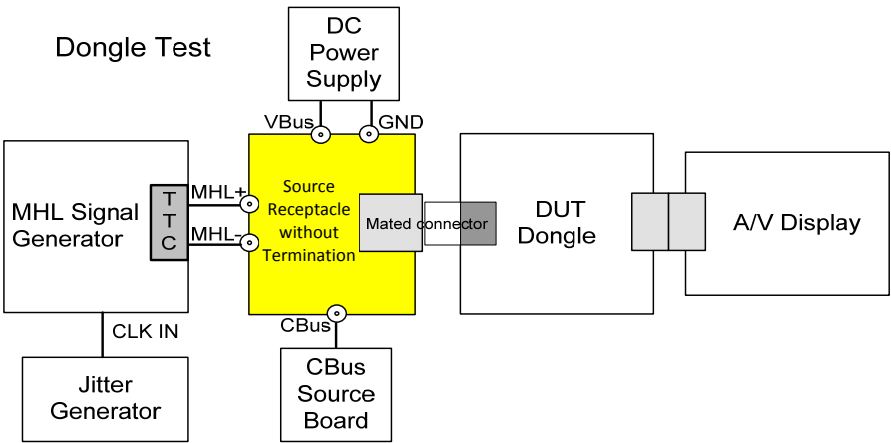 Dongle Test
DC
Power
Supply
VBus
GND
MHL Signal
Generator
T
T
C
MHL+
MHL-
Source
Receptacle
without
Termination
Mated connector
DUT
Dongle
A/V Display
CLK IN
Jitter
Generator
CBus
CBus
Source
Board